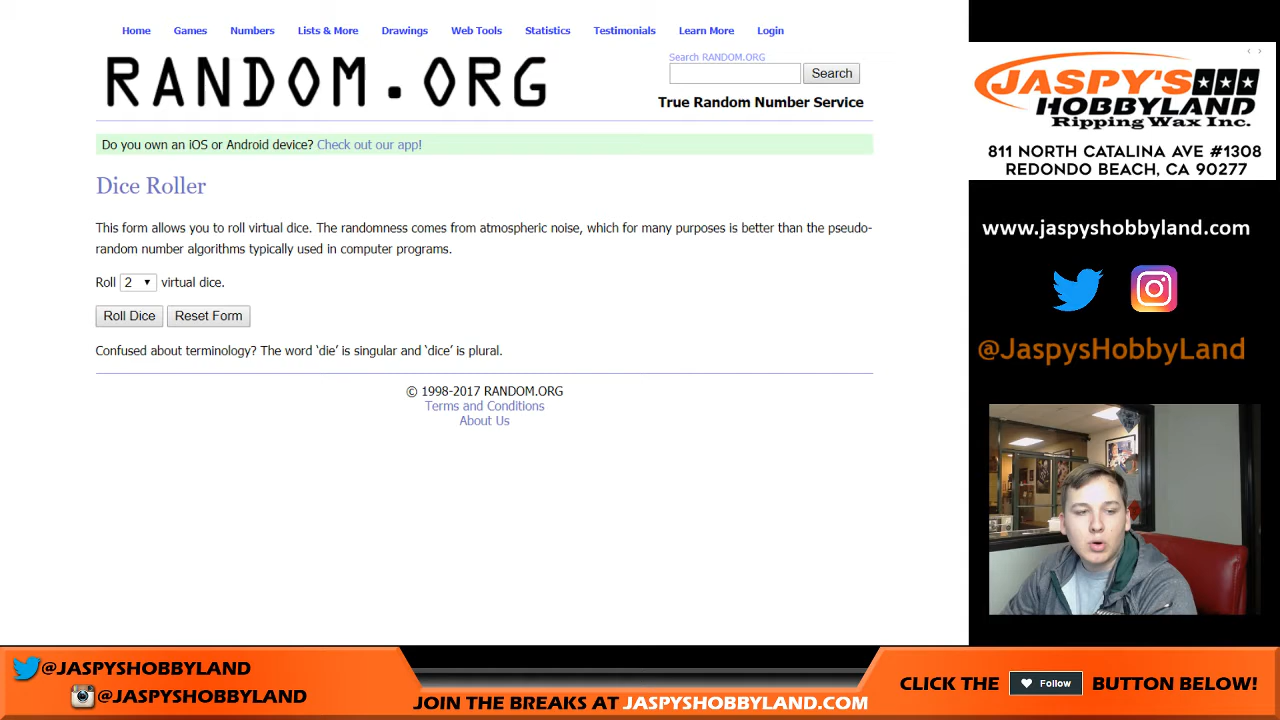 Home Games Numbers Lists & More Drawings Web Tools Statistics Testimonials Learn More Login
RANDOM.ORG
Search RANDOM.ORG
Search
True Random Number Service
Do you own an iOS or Android device? Check out our app!
Dice Roller
This form allows you to roll virtual dice. The randomness comes from atmospheric noise, which for many purposes is better than the pseudo-
random number algorithms typically used in computer programs.
Roll 2 virtual dice.
Roll Dice Reset Form
Confused about terminology? The word ‘die’ is singular and ‘dice’ is plural.
© 1998-2017 RANDOM.ORG
Terms and Conditions
About Us
JASPY'S
HOBBYLAND
Ripping Wax Inc.
811 NORTH CATALINA AVE #1308
REDONDO BEACH, CA 90277
www.jaspyshobbyland.com
@JaspysHobbyLand
@JASPYSHOBBYLAND
@JASPYSHOBBYLAND
JOIN THE BREAKS AT JASPYSHOBBYLAND.COM
CLICK THE Follow BUTTON BELOW!